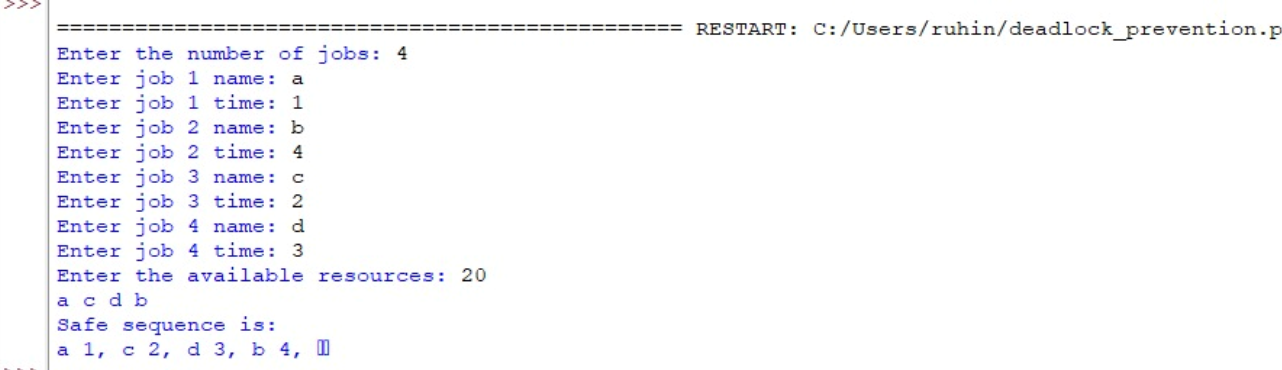 >>>
================================================ RESTART: C:/Users/ruhin/deadlock_prevention.p
Enter the number of jobs: 4
Enter job 1 name: a
Enter job 1 time: 1
Enter job 2 name: b
Enter job 2 time: 4
Enter job 3 name: c
Enter job 3 time: 2
Enter job 4 name: d
Enter job 4 time: 3
Enter the available resources: 20
a c d b
Safe sequence is:
a 1, c 2, d 3, b 4,